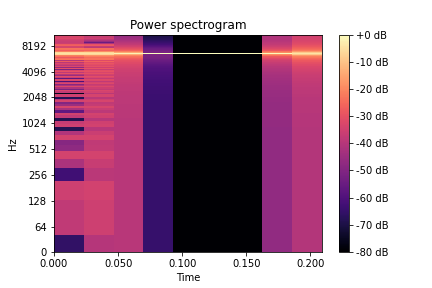 Power spectrogram
Hz
8192
4096
2048
1024
512
256
128
64
0
0.000 0.050 0.100 0.150 0.200
Time
+0 dB
-10 dB
-20 dB
-30 dB
-40 dB
-50 dB
-60 dB
-70 dB
-80 dB